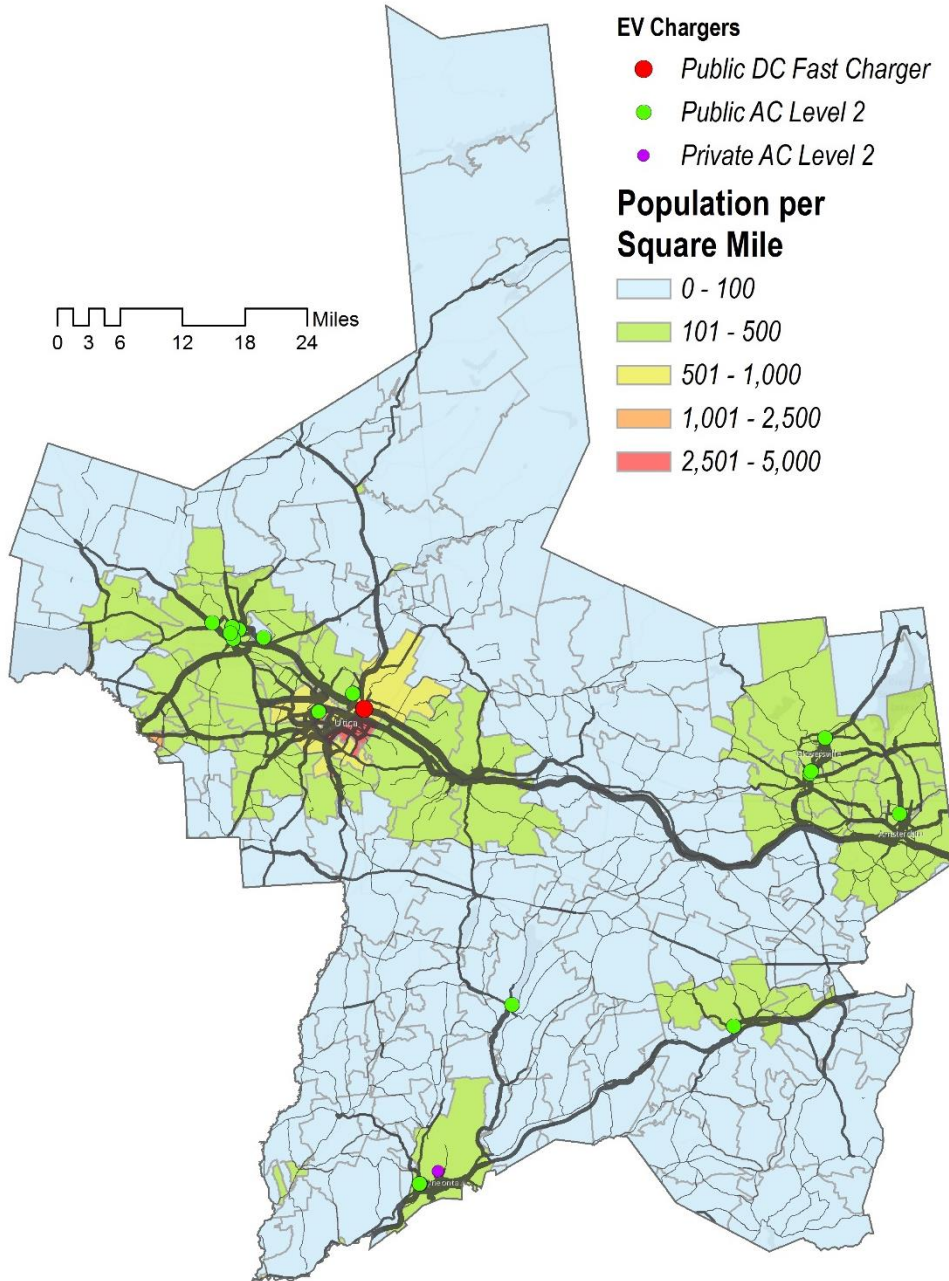 EV Chargers
Public DC Fast Charger
Public AC Level 2
Private AC Level 2
Population per
Square Mile
0 - 100
101 - 500
501 - 1,000
1,001 - 2,500
2,501 - 5,000
Miles
0 3 6 12 18 24
Utica
Amsterdam